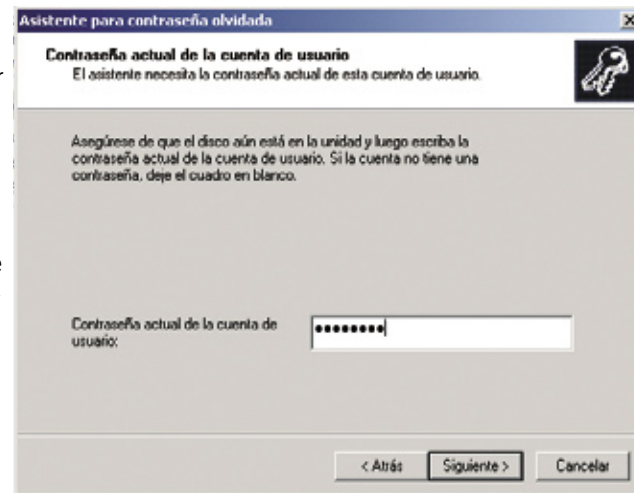 Asistente para contraseña olvidada
Contraseña actual de la cuenta de
usuario
El asistente necesita la contraseña actual de esta cuenta de usuario.
Asegúrese de que el disco aún está en la unidad y luego escriba la
contraseña actual de la cuenta de usuario. Si la cuenta no tiene una
contraseña, deje el cuadro en blanco.
Contraseña actual de la cuenta de
usuario:
••••••••
< Atrás
Siguiente >
Cancelar